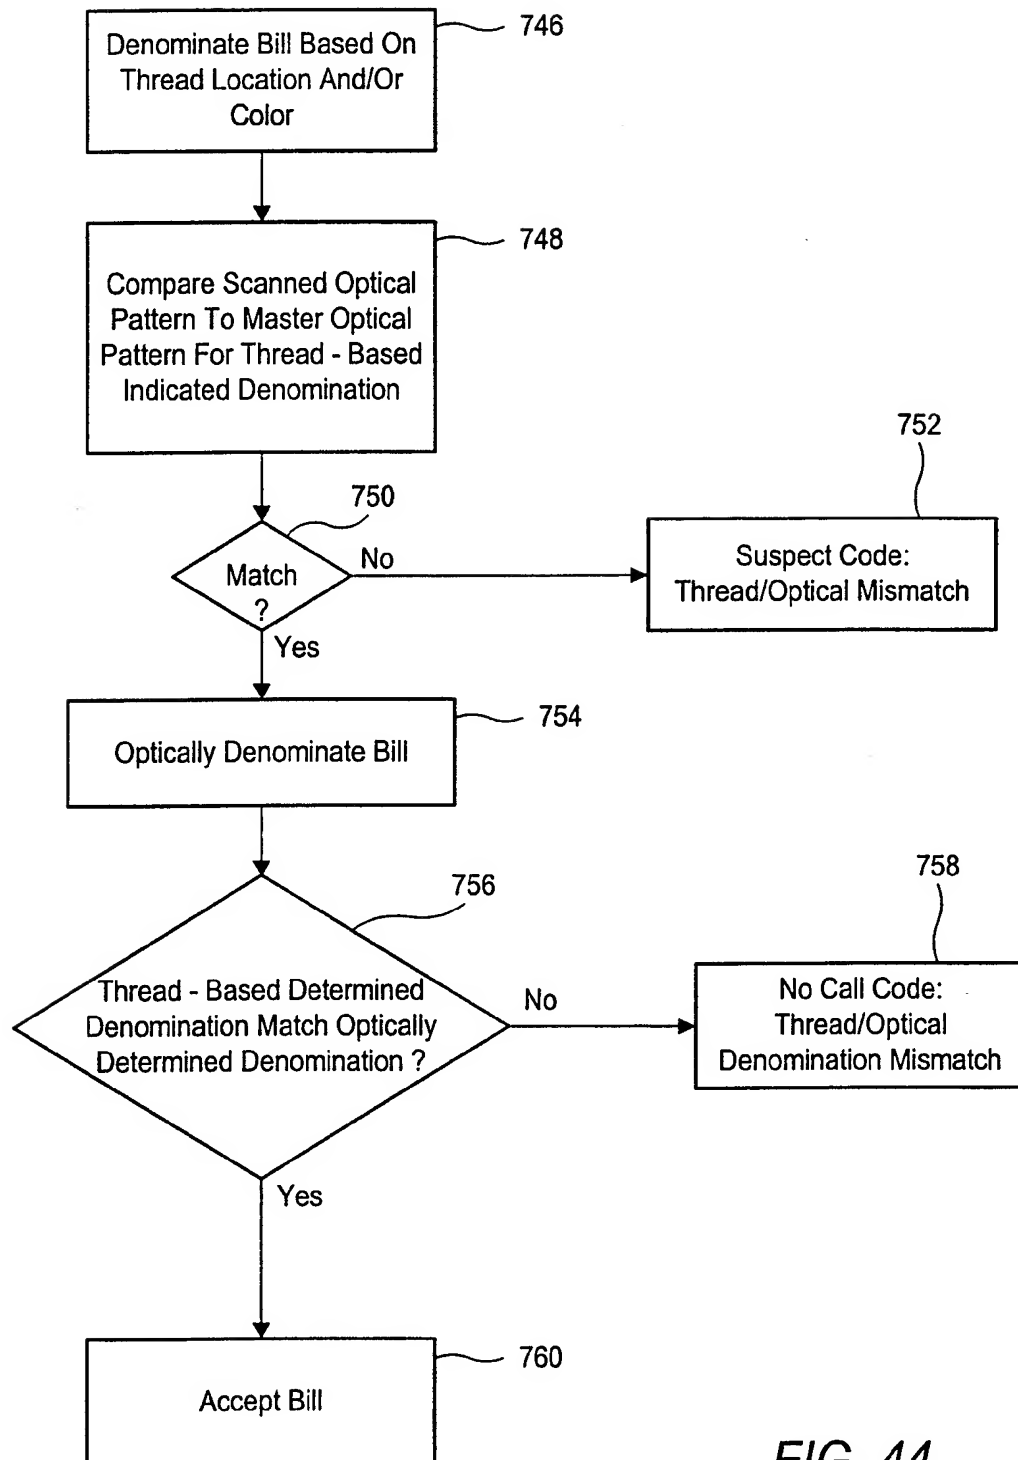 746
Denominate Bill Based On
Thread Location And/Or
Color
748
Compare Scanned Optical
Pattern To Master Optical
Pattern For Thread - Based
Indicated Denomination
750
Match
?
No
Yes
752
Suspect Code:
Thread/Optical Mismatch
754
Optically Denominate Bill
756
Thread - Based Determined
Denomination Match Optically
Determined Denomination ?
No
Yes
758
No Call Code:
Thread/Optical
Denomination Mismatch
760
Accept Bill
FIG. 44